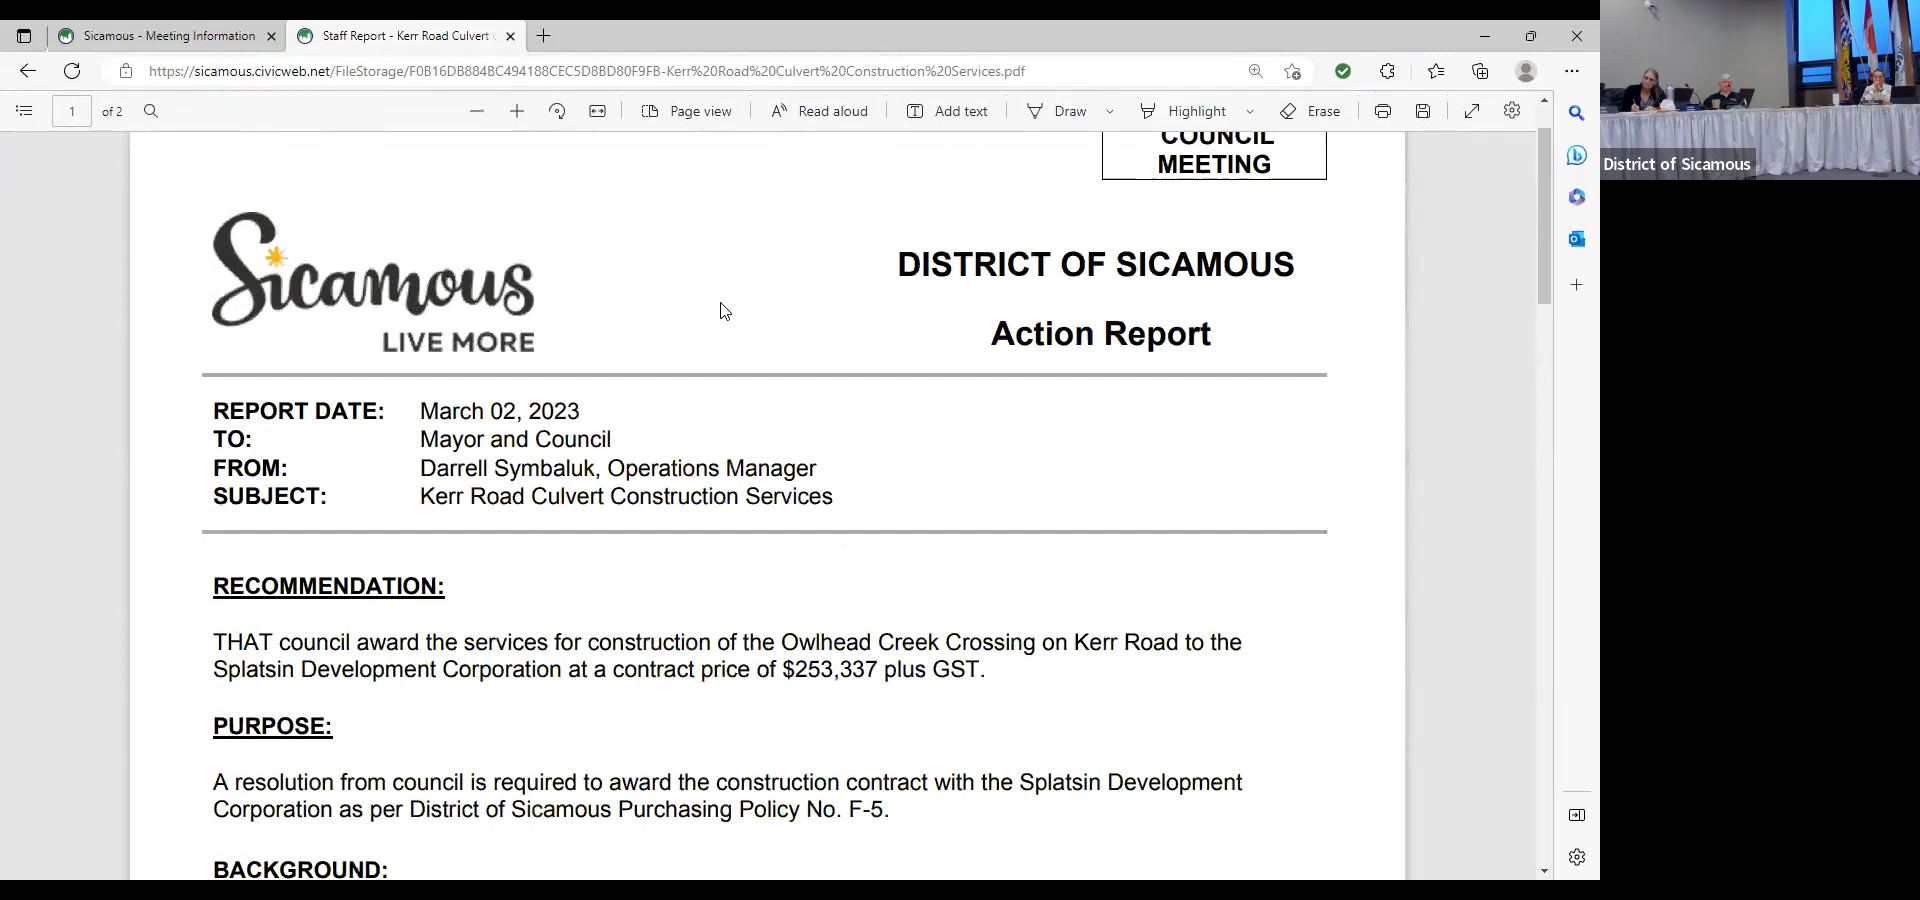 Sicamous - Meeting Information
Staff Report - Kerr Road Culvert
https://sicamous.civicweb.net/FileStorage/F0B16DB884BC494188CEC5D8BD80F9FB-Kerr%20Road%20Culvert%20Construction%20Services.pdf
1 of 2
Page view
Read aloud
Add text
Draw
Highlight
Erase
COUNCIL
MEETING
Sicamous
LIVE MORE
DISTRICT OF SICAMOUS
Action Report
REPORT DATE: March 02, 2023
TO: Mayor and Council
FROM: Darrell Symbaluk, Operations Manager
SUBJECT: Kerr Road Culvert Construction Services
RECOMMENDATION:
THAT council award the services for construction of the Owlhead Creek Crossing on Kerr Road to the
Splatsin Development Corporation at a contract price of $253,337 plus GST.
PURPOSE:
A resolution from council is required to award the construction contract with the Splatsin Development
Corporation as per District of Sicamous Purchasing Policy No. F-5.
BACKGROUND:
District of Sicamous